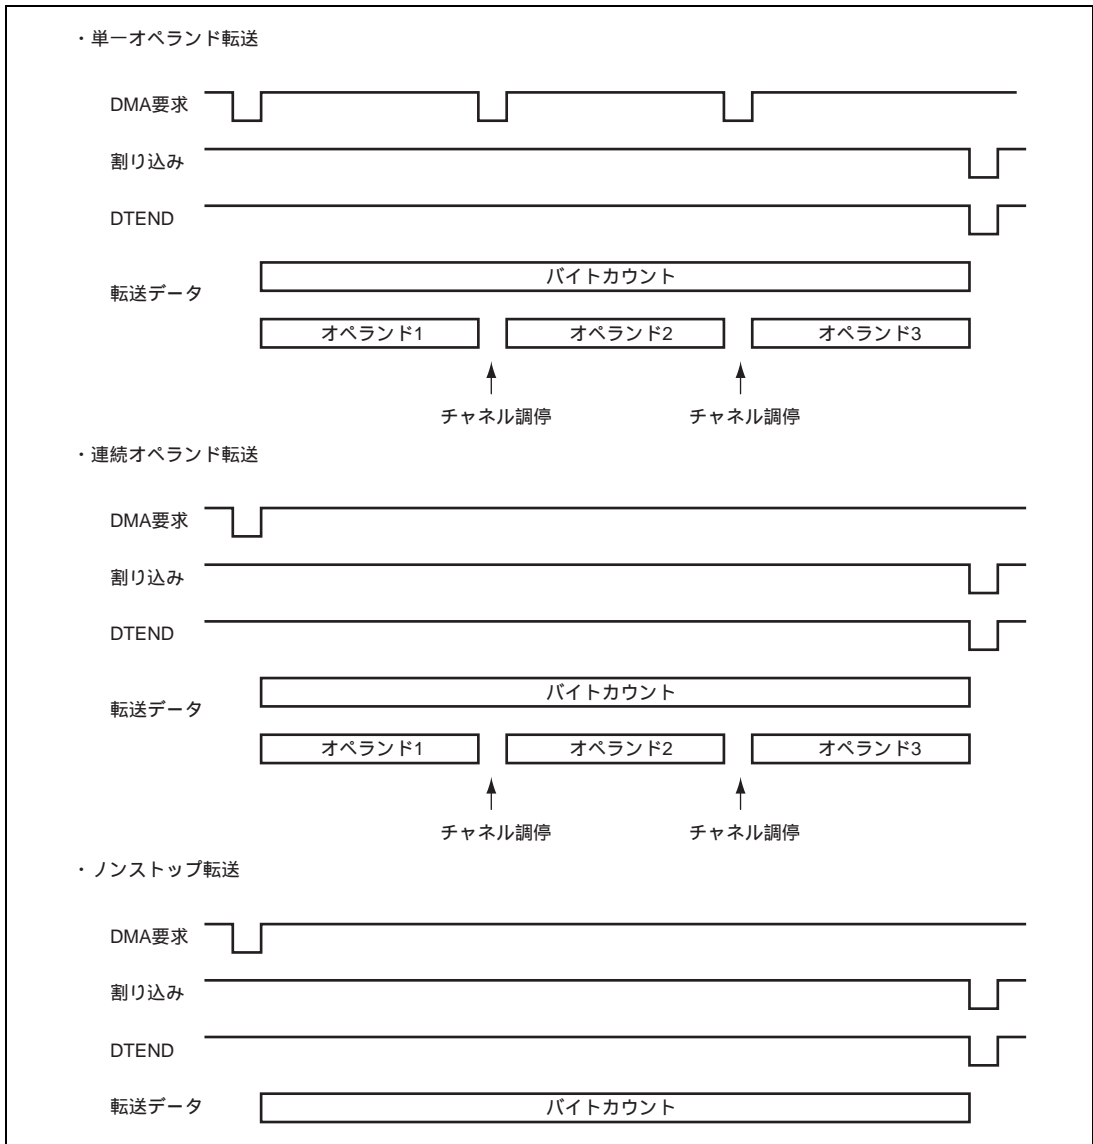 ・単一オペランド転送
DMA要求
割り込み
DTEND
転送データ
バイトカウント
オペランド1 オペランド2 オペランド3
チャネル調停 チャネル調停
・連続オペランド転送
DMA要求
割り込み
DTEND
転送データ
バイトカウント
オペランド1 オペランド2 オペランド3
チャネル調停 チャネル調停
・ノンストップ転送
DMA要求
割り込み
DTEND
転送データ バイトカウント